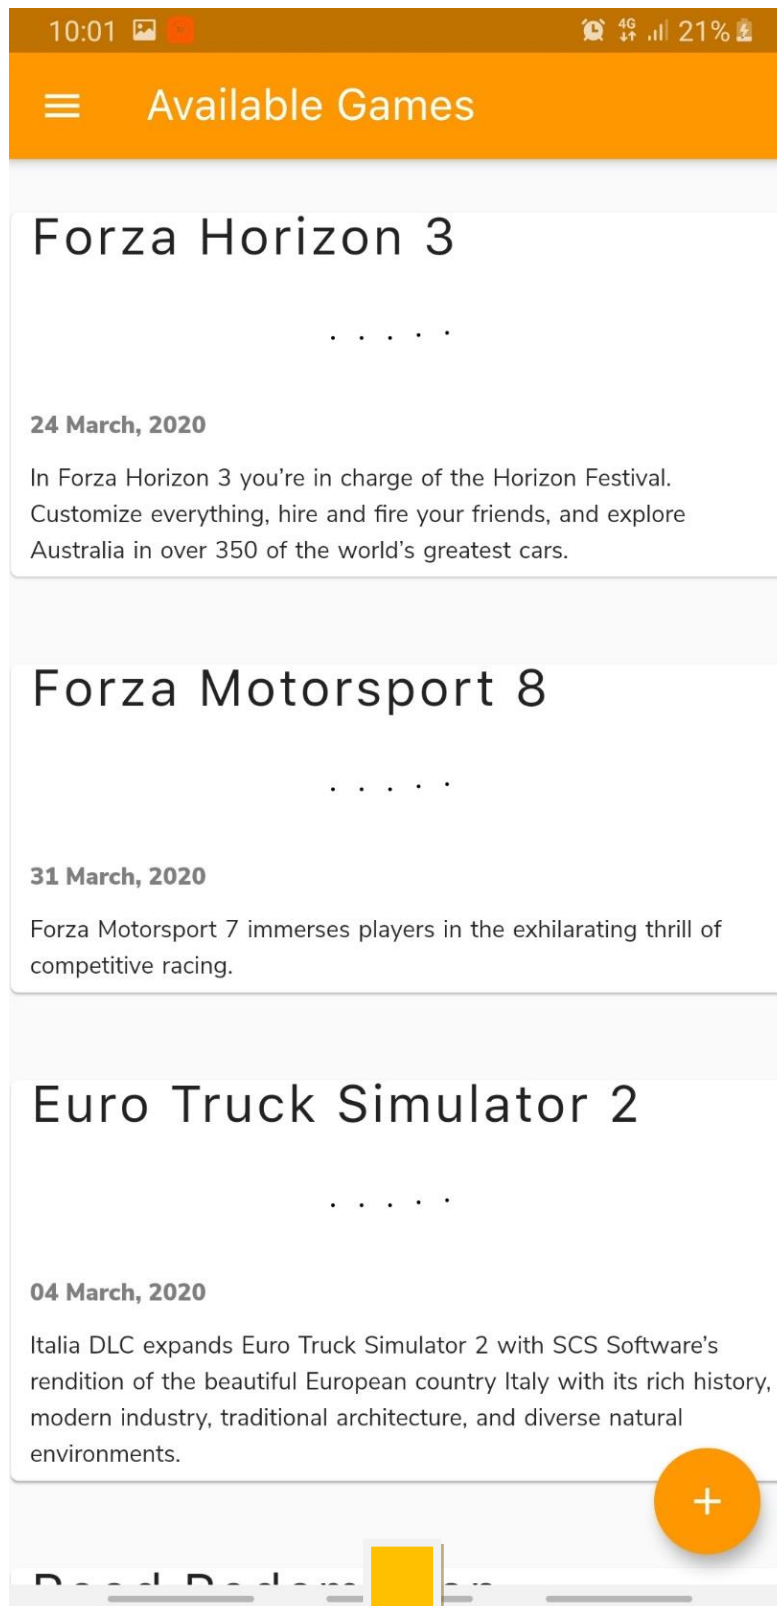 10:01 4G 21%
Available Games
Forza Horizon 3
. . . . .
24 March, 2020
In Forza Horizon 3 you’re in charge of the Horizon Festival.
Customize everything, hire and fire your friends, and explore
Australia in over 350 of the world’s greatest cars.
Forza Motorsport 8
. . . . .
31 March, 2020
Forza Motorsport 7 immerses players in the exhilarating thrill of
competitive racing.
Euro Truck Simulator 2
. . . . .
04 March, 2020
Italia DLC expands Euro Truck Simulator 2 with SCS Software’s
rendition of the beautiful European country Italy with its rich history,
modern industry, traditional architecture, and diverse natural
environments.
+